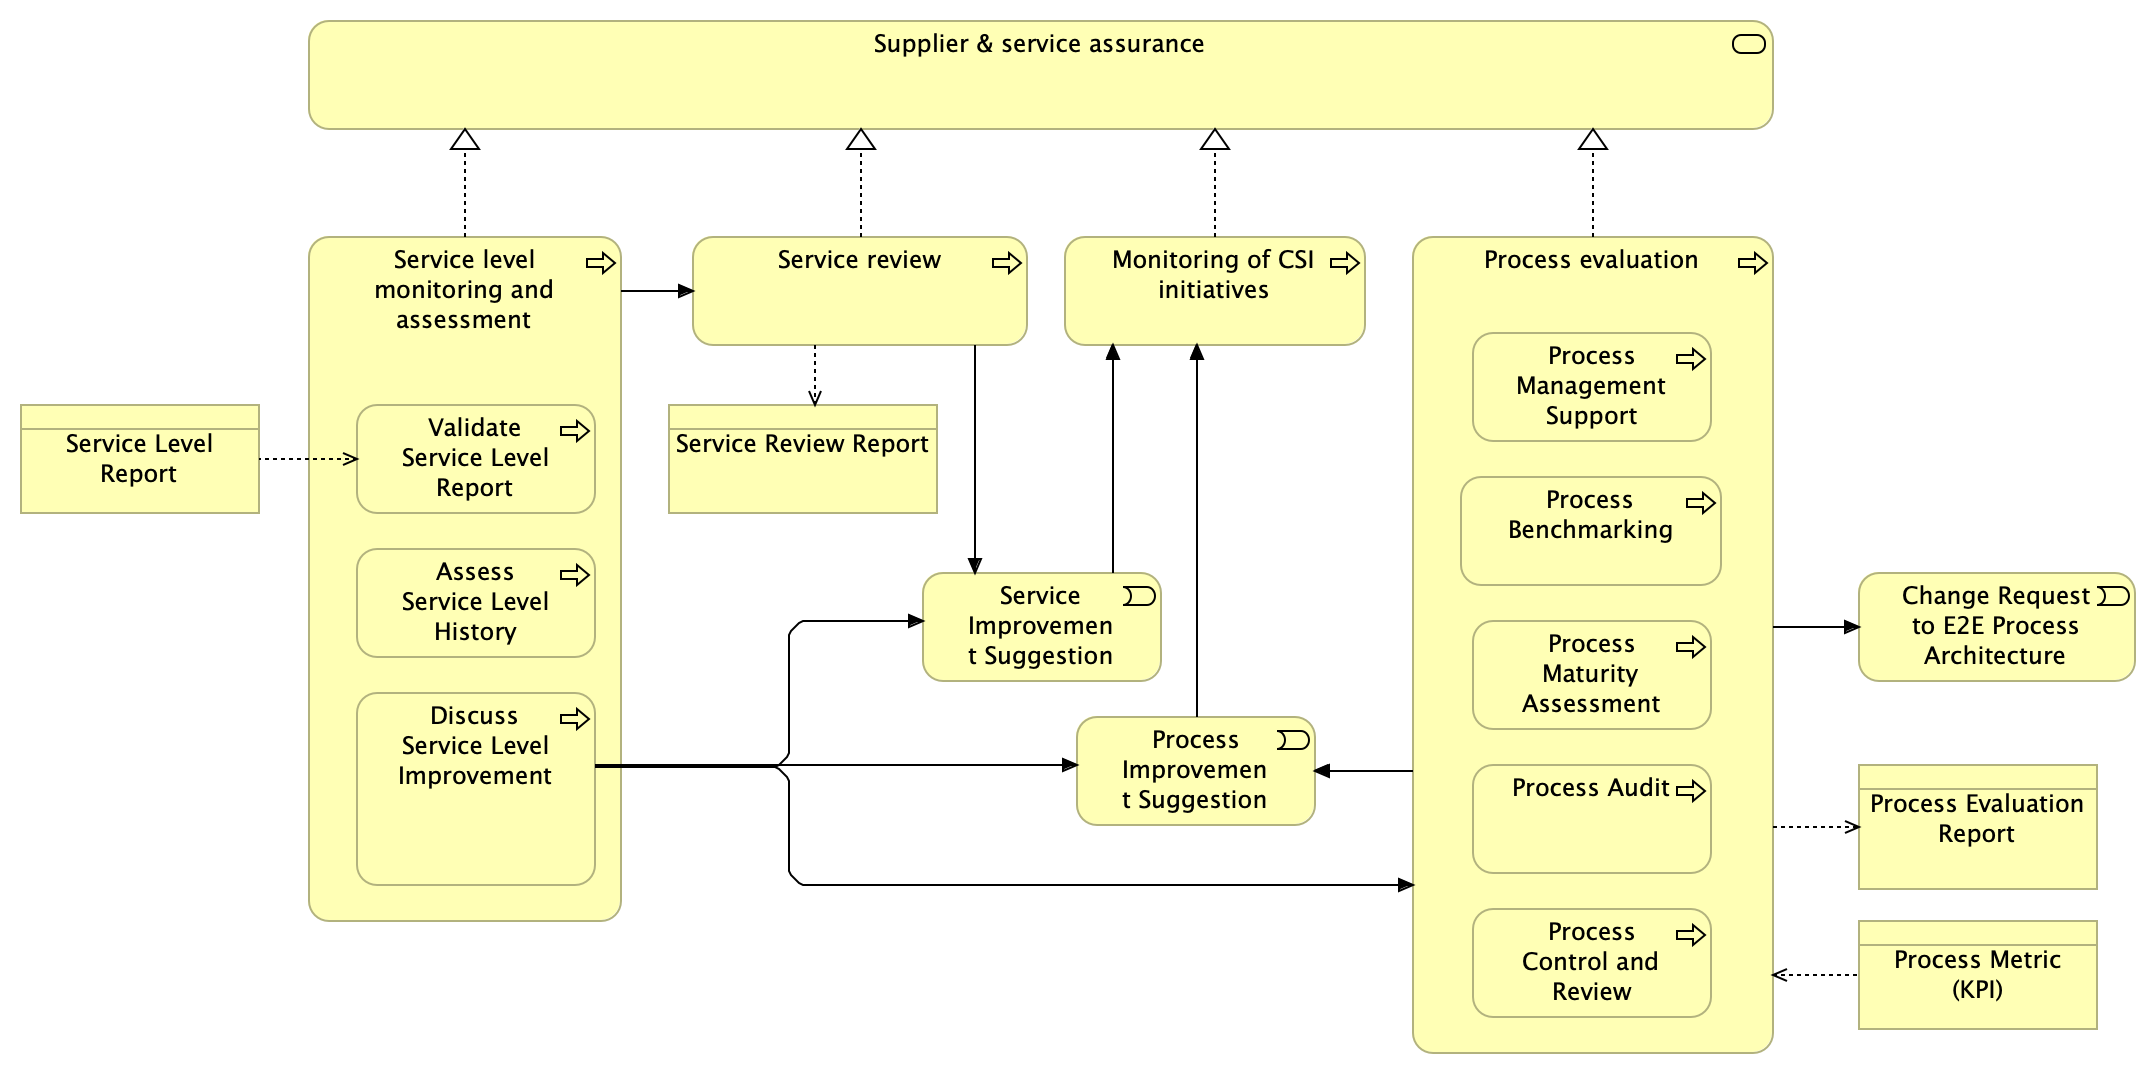 Supplier & service assurance
Service level
monitoring and
assessment
Service review
Monitoring of CSI
initiatives
Process evaluation
Process
Management
Support
Service Level
Report
Validate
Service Level
Report
Service Review Report
Process
Benchmarking
Assess
Service Level
History
Service
Improvemen
t Suggestion
Change Request
to E2E Process
Architecture
Process
Maturity
Assessment
Discuss
Service Level
Improvement
Process
Improvemen
t Suggestion
Process Audit
Process Evaluation
Report
Process
Control and
Review
Process Metric
(KPI)